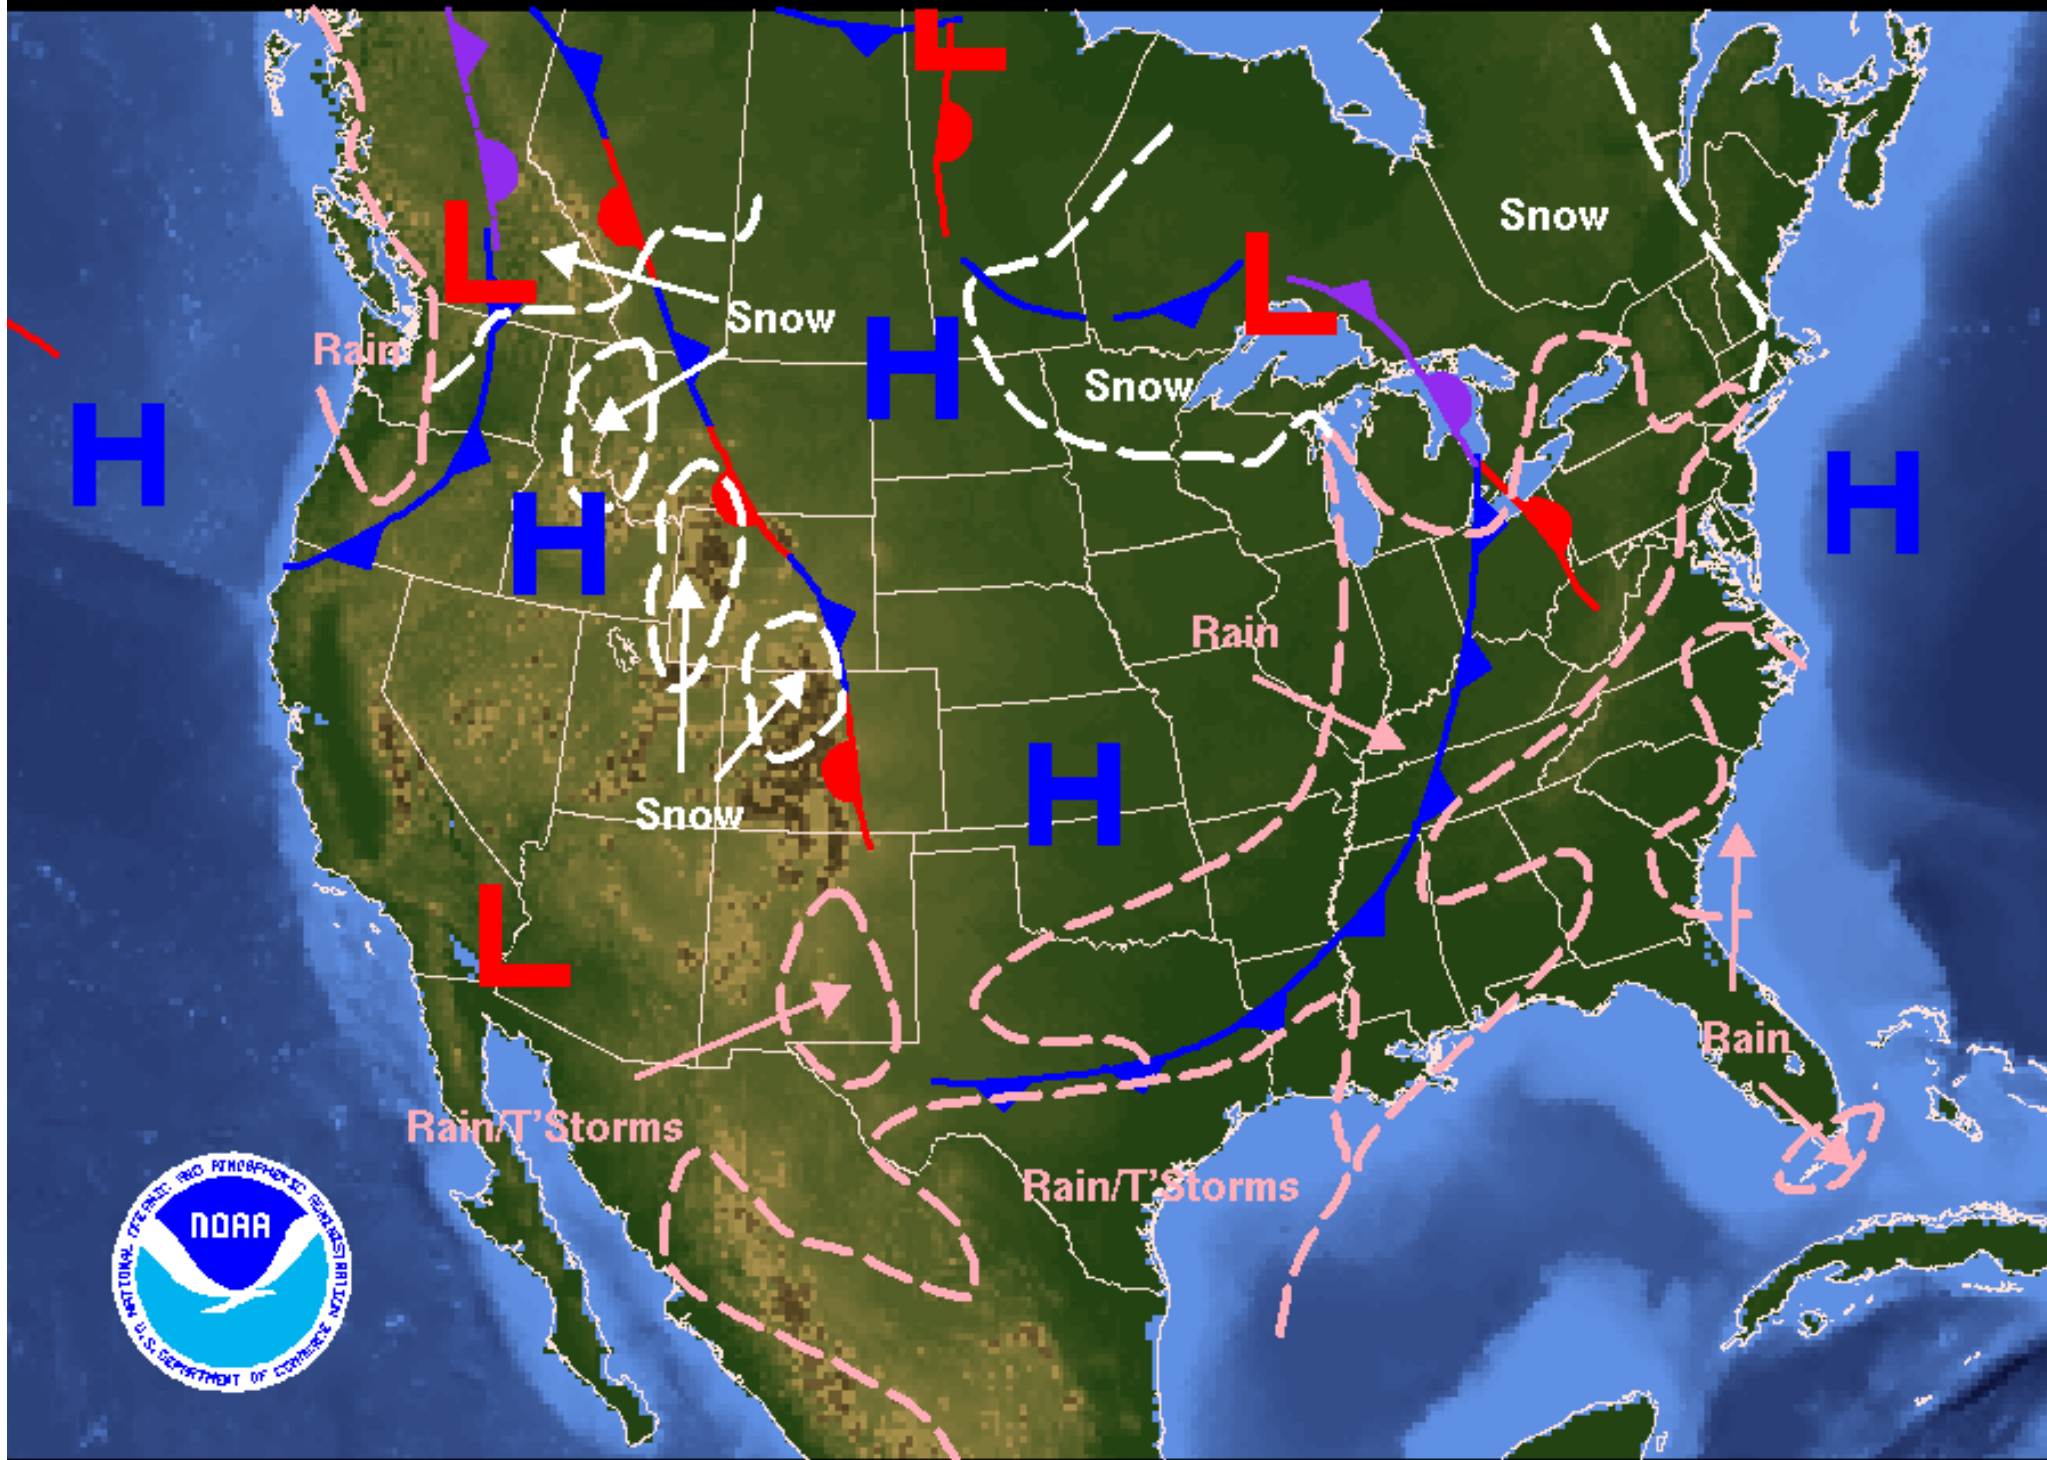 L
Snow
L
L
Snow
Rain
H
H
Snow
H
H
H
Rain
H
Snow
L
Rain
Rain/T'Storms
Rain/T'Storms
NATIONAL OCEANIC AND ATMOSPHERIC ADMINISTRATION
NOAA
U.S. DEPARTMENT OF COMMERCE